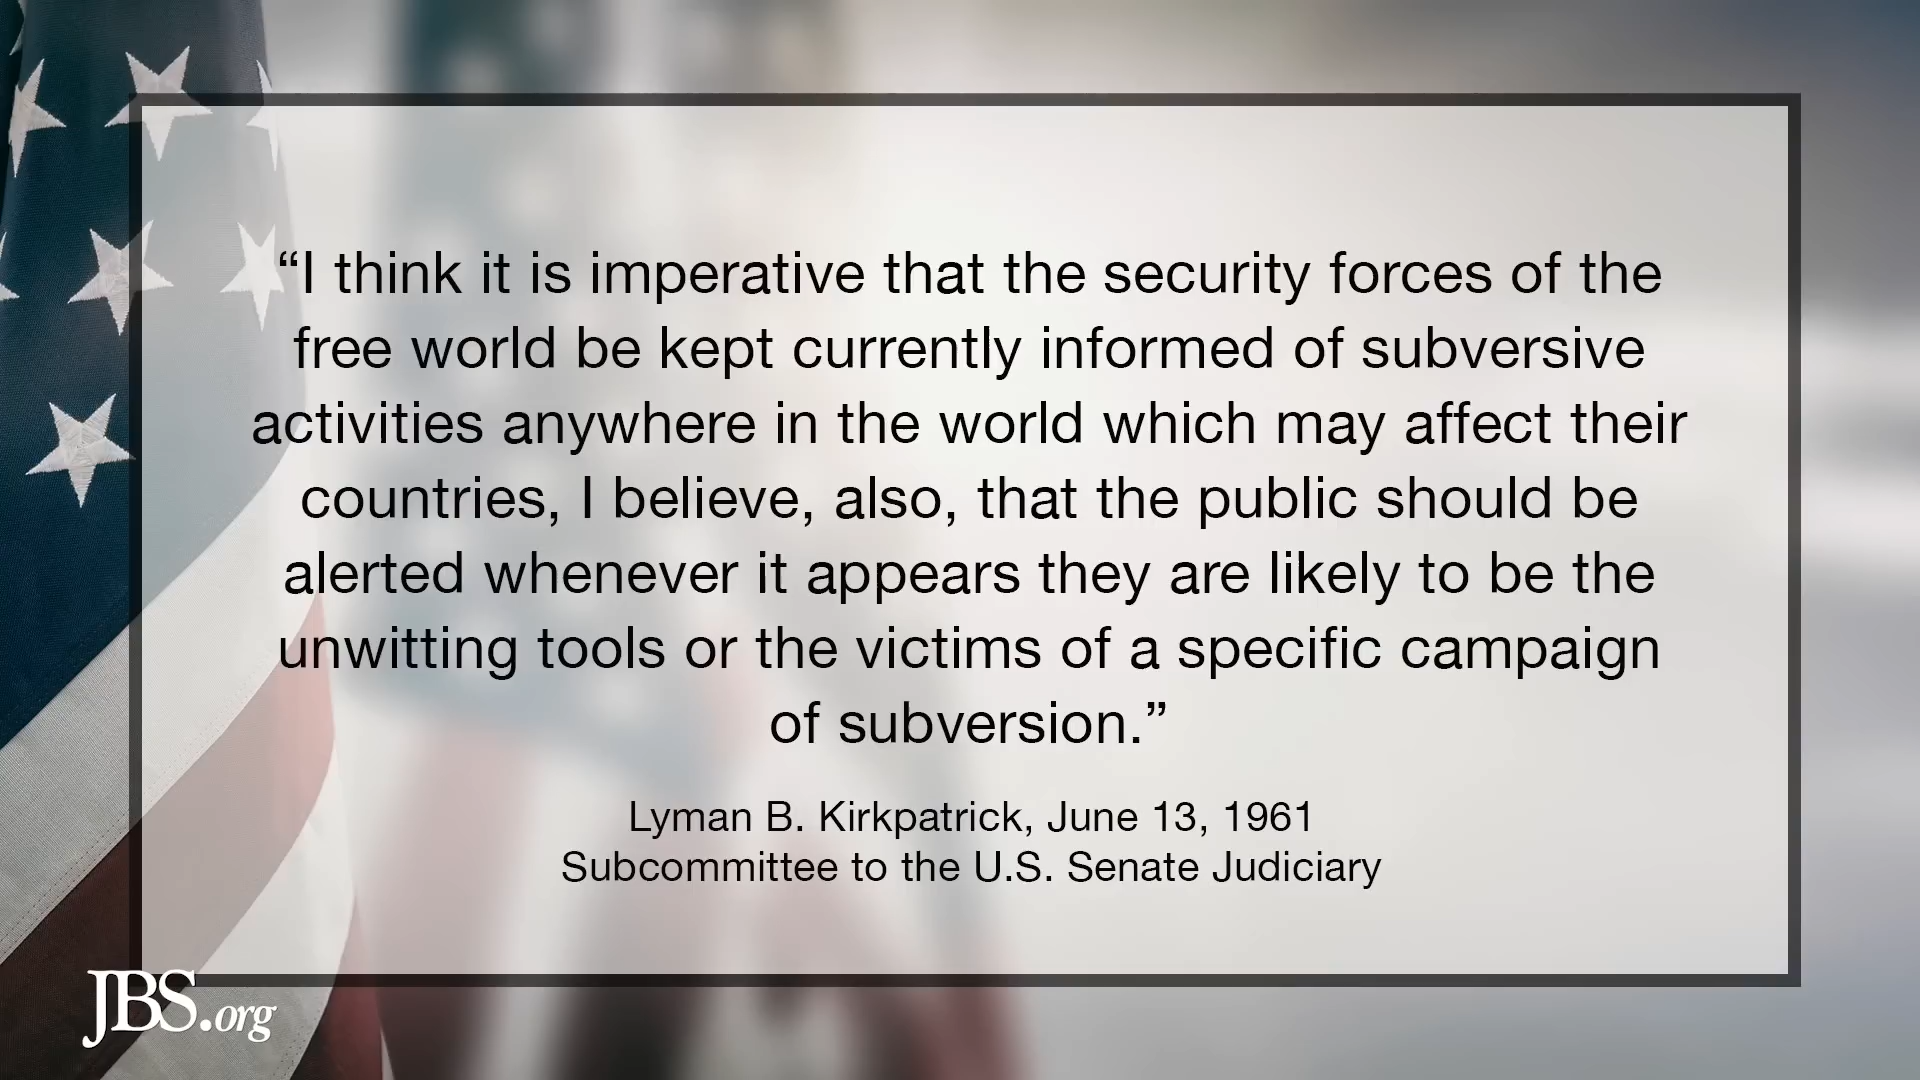 “I think it is imperative that the security forces of the
free world be kept currently informed of subversive
activities anywhere in the world which may affect their
countries, I believe, also, that the public should be
alerted whenever it appears they are likely to be the
unwitting tools or the victims of a specific campaign
of subversion.”
Lyman B. Kirkpatrick, June 13, 1961
Subcommittee to the U.S. Senate Judiciary
JBS.org